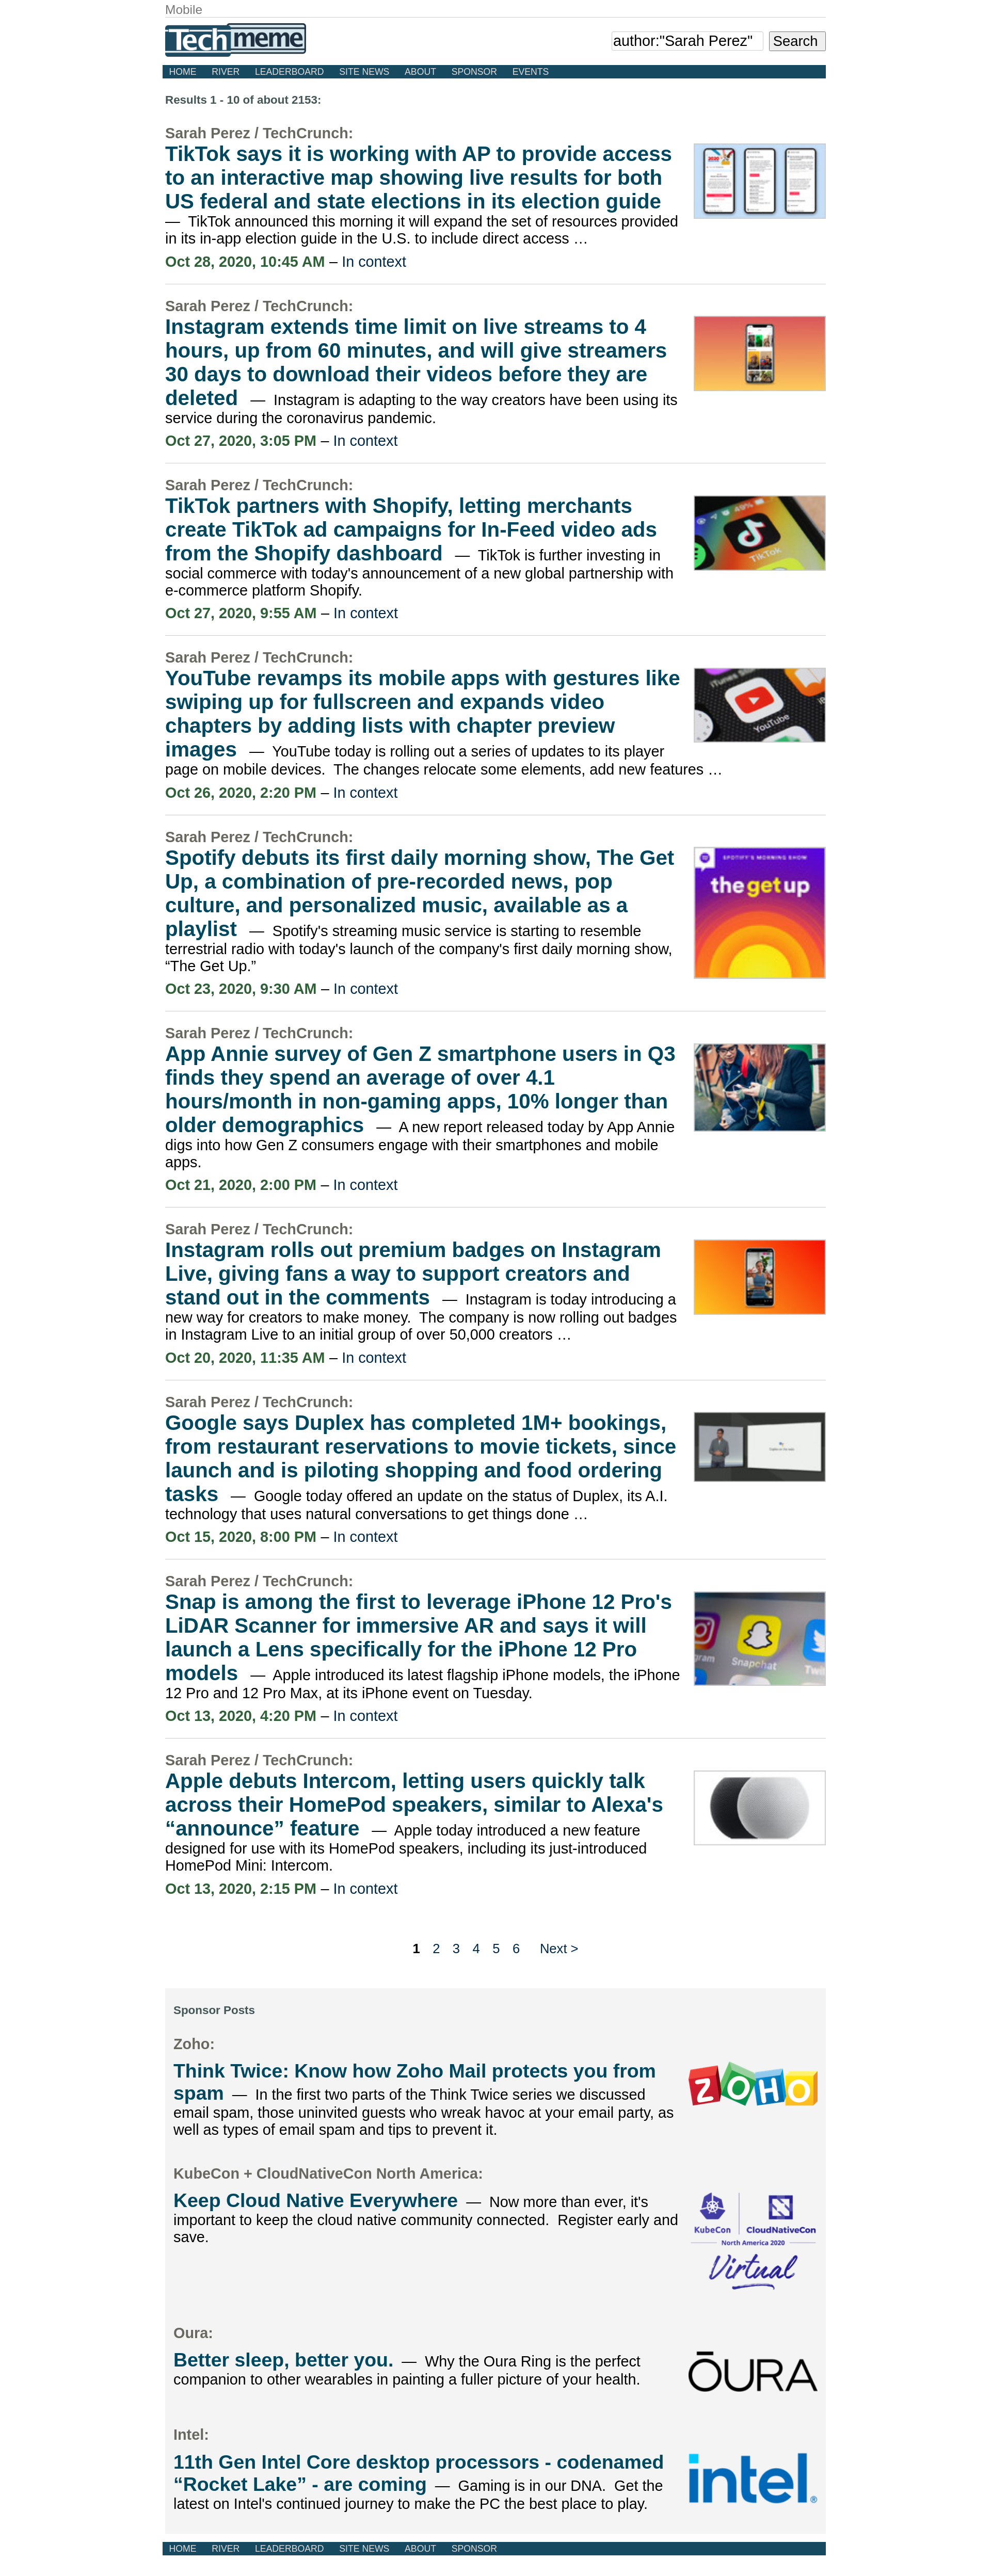 Mobile
Techmeme
author:"Sarah Perez"
Search
HOME RIVER LEADERBOARD SITE NEWS ABOUT SPONSOR EVENTS
Results 1 - 10 of about 2153:
Sarah Perez / TechCrunch:
TikTok says it is working with AP to provide access
to an interactive map showing live results for both
US federal and state elections in its election guide
— TikTok announced this morning it will expand the set of resources provided
in its in-app election guide in the U.S. to include direct access …
Oct 28, 2020, 10:45 AM – In context
Sarah Perez / TechCrunch:
Instagram extends time limit on live streams to 4
hours, up from 60 minutes, and will give streamers
30 days to download their videos before they are
deleted — Instagram is adapting to the way creators have been using its
service during the coronavirus pandemic.
Oct 27, 2020, 3:05 PM – In context
Sarah Perez / TechCrunch:
TikTok partners with Shopify, letting merchants
create TikTok ad campaigns for In-Feed video ads
from the Shopify dashboard — TikTok is further investing in
social commerce with today's announcement of a new global partnership with
e-commerce platform Shopify.
TikTok
Oct 27, 2020, 9:55 AM – In context
Sarah Perez / TechCrunch:
YouTube revamps its mobile apps with gestures like
swiping up for fullscreen and expands video
chapters by adding lists with chapter preview
images — YouTube today is rolling out a series of updates to its player
page on mobile devices. The changes relocate some elements, add new features …
YouTube
Oct 26, 2020, 2:20 PM – In context
Sarah Perez / TechCrunch:
Spotify debuts its first daily morning show, The Get
Up, a combination of pre-recorded news, pop
culture, and personalized music, available as a
playlist — Spotify's streaming music service is starting to resemble
terrestrial radio with today's launch of the company's first daily morning show,
“The Get Up.”
SPOTIFY'S MORNING SHOW
the get up
Oct 23, 2020, 9:30 AM – In context
Sarah Perez / TechCrunch:
App Annie survey of Gen Z smartphone users in Q3
finds they spend an average of over 4.1
hours/month in non-gaming apps, 10% longer than
older demographics — A new report released today by App Annie
digs into how Gen Z consumers engage with their smartphones and mobile
apps.
Oct 21, 2020, 2:00 PM – In context
Sarah Perez / TechCrunch:
Instagram rolls out premium badges on Instagram
Live, giving fans a way to support creators and
stand out in the comments — Instagram is today introducing a
new way for creators to make money. The company is now rolling out badges
in Instagram Live to an initial group of over 50,000 creators …
Oct 20, 2020, 11:35 AM – In context
Sarah Perez / TechCrunch:
Google says Duplex has completed 1M+ bookings,
from restaurant reservations to movie tickets, since
launch and is piloting shopping and food ordering
tasks — Google today offered an update on the status of Duplex, its A.I.
technology that uses natural conversations to get things done …
Oct 15, 2020, 8:00 PM – In context
Sarah Perez / TechCrunch:
Snap is among the first to leverage iPhone 12 Pro's
LiDAR Scanner for immersive AR and says it will
launch a Lens specifically for the iPhone 12 Pro
models — Apple introduced its latest flagship iPhone models, the iPhone
12 Pro and 12 Pro Max, at its iPhone event on Tuesday.
gram Snapchat Twit
Oct 13, 2020, 4:20 PM – In context
Sarah Perez / TechCrunch:
Apple debuts Intercom, letting users quickly talk
across their HomePod speakers, similar to Alexa's
“announce” feature — Apple today introduced a new feature
designed for use with its HomePod speakers, including its just-introduced
HomePod Mini: Intercom.
Oct 13, 2020, 2:15 PM – In context
1 2 3 4 5 6 Next >
Sponsor Posts
Zoho:
Think Twice: Know how Zoho Mail protects you from
spam — In the first two parts of the Think Twice series we discussed
email spam, those uninvited guests who wreak havoc at your email party, as
well as types of email spam and tips to prevent it.
ZOHO
KubeCon + CloudNativeCon North America:
Keep Cloud Native Everywhere — Now more than ever, it's
important to keep the cloud native community connected. Register early and
save.
KubeCon CloudNativeCon
North America 2020
Virtual
Oura:
Better sleep, better you. — Why the Oura Ring is the perfect
companion to other wearables in painting a fuller picture of your health.
ŌURA
Intel:
11th Gen Intel Core desktop processors - codenamed
“Rocket Lake” - are coming — Gaming is in our DNA. Get the
latest on Intel's continued journey to make the PC the best place to play.
intel®
HOME RIVER LEADERBOARD SITE NEWS ABOUT SPONSOR